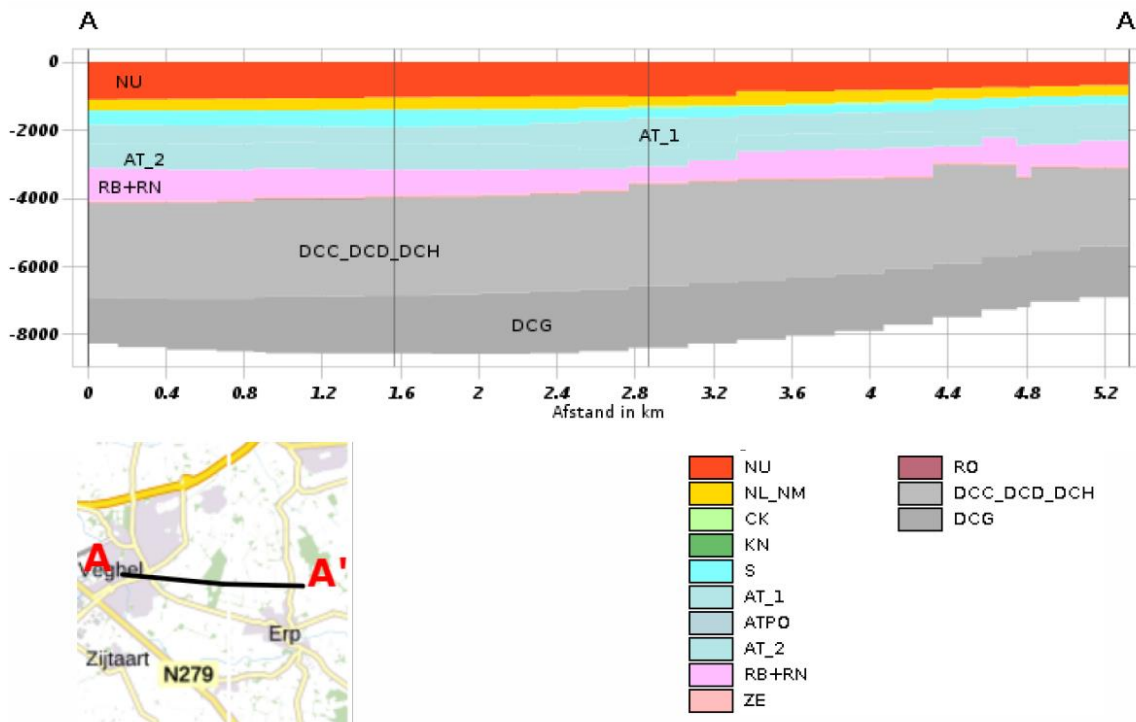 A A
0
NU
-2000
AT_1
AT_2
RB+RN
-4000
DCC_DCD_DCH
-6000
DCG
-8000
0 0.4 0.8 1.2 1.6 2 2.4 2.8 3.2 3.6 4 4.4 4.8 5.2
Afstand in km
A A'
Veghel
Erp
Zijtaart
N279
NU
NL_NM
CK
KN
S
AT_1
ATPO
AT_2
RB+RN
ZE
RO
DCC_DCD_DCH
DCG